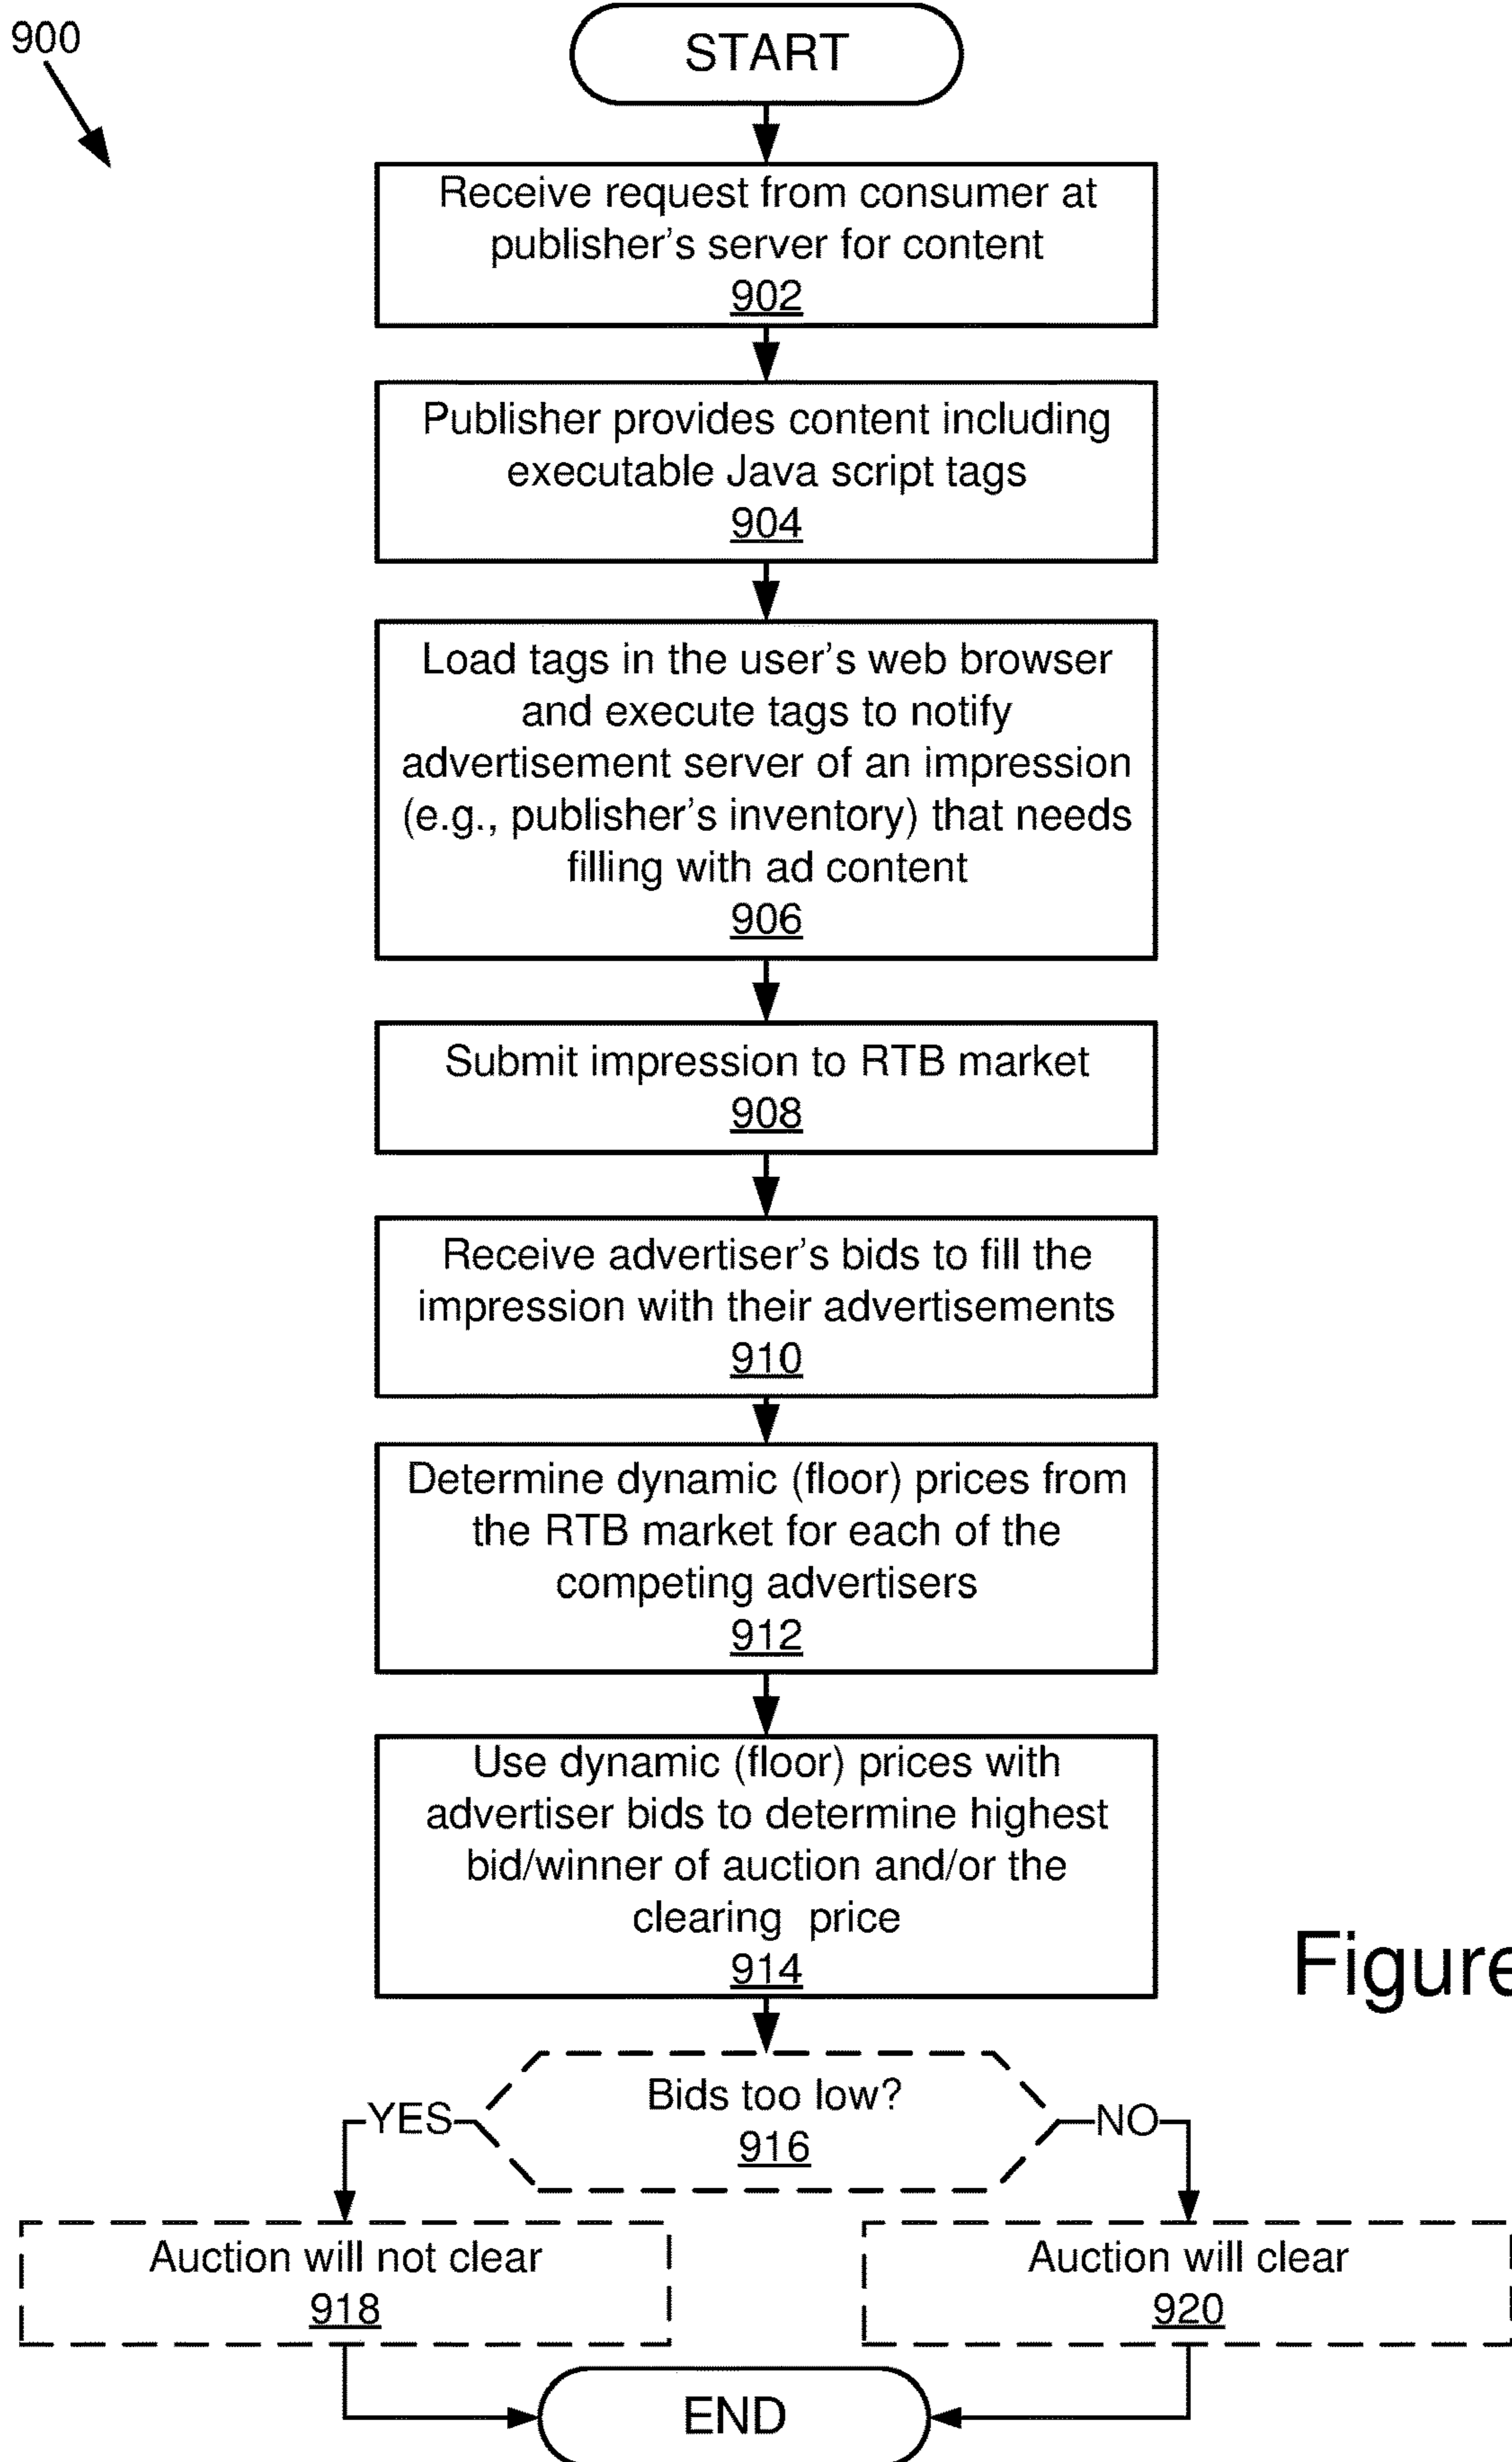 900
START
Receive request from consumer at
publisher's server for content
902
Publisher provides content including
executable Java script tags
904
Load tags in the user's web browser
and execute tags to notify
advertisement server of an impression
(e.g., publisher's inventory) that needs
filling with ad content
906
Submit impression to RTB market
908
Receive advertiser's bids to fill the
impression with their advertisements
910
Determine dynamic (floor) prices from
the RTB market for each of the
competing advertisers
912
Use dynamic (floor) prices with
advertiser bids to determine highest
bid/winner of auction and/or the
clearing price
914
Figure
Bids too low?
916
YES
NO
Auction will not clear
918
Auction will clear
920
END